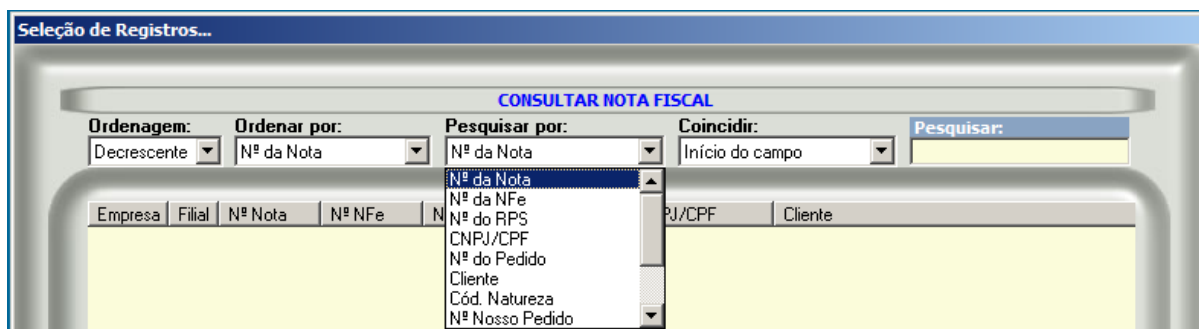 Seleção de Registros...
CONSULTAR NOTA FISCAL
Ordenagem: Ordenar por: Pesquisar por: Coincidir: Pesquisar:
Decrescente Nº da Nota Nº da Nota Início do campo
Nº da Nota
Nº da NFe
Nº do RPS
CNPJ/CPF
Nº do Pedido
Cliente
Cód. Natureza
Nº Nosso Pedido
Empresa Filial Nº Nota Nº NFe N PJ/CPF Cliente